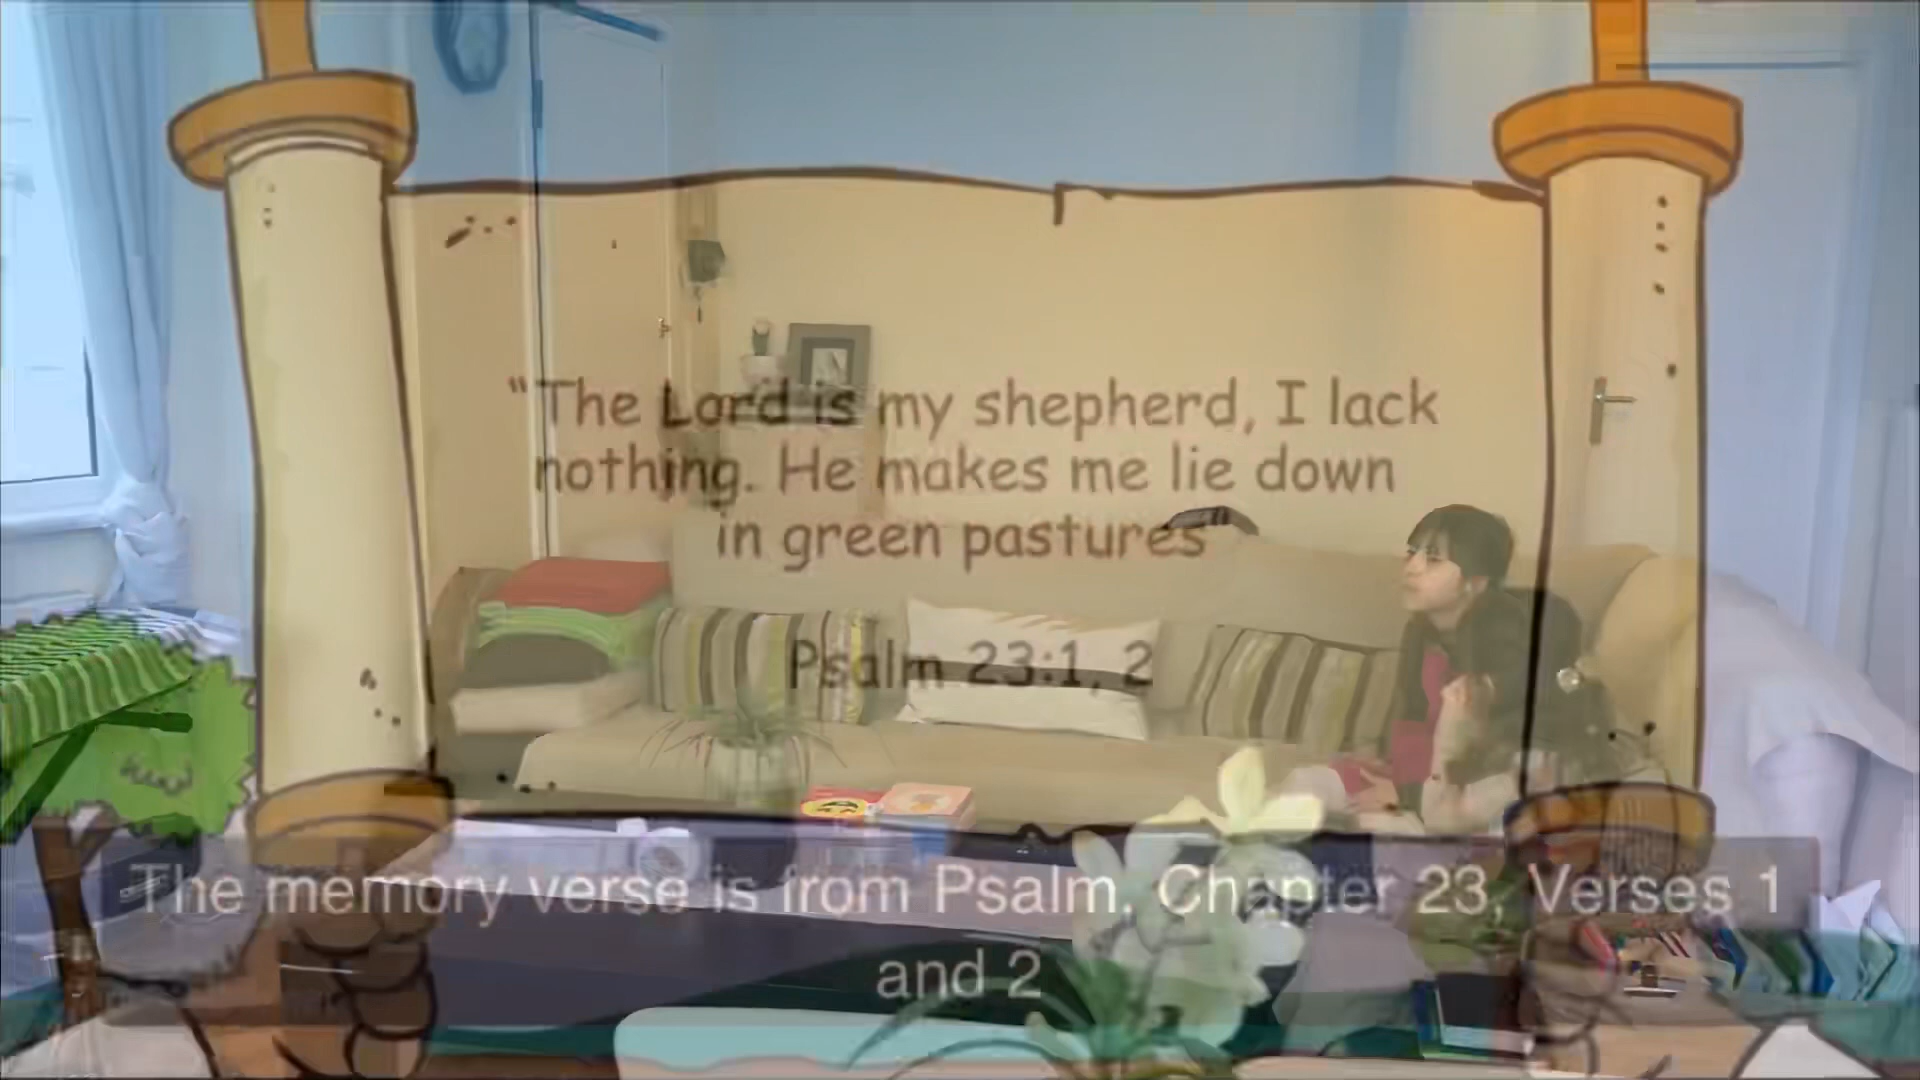 "The Lord is my shepherd, I lack
nothing. He makes me lie down
in green pastures
Psalm 23:1, 2
The memory verse is from Psalm. Chapter 23, Verses 1
and 2